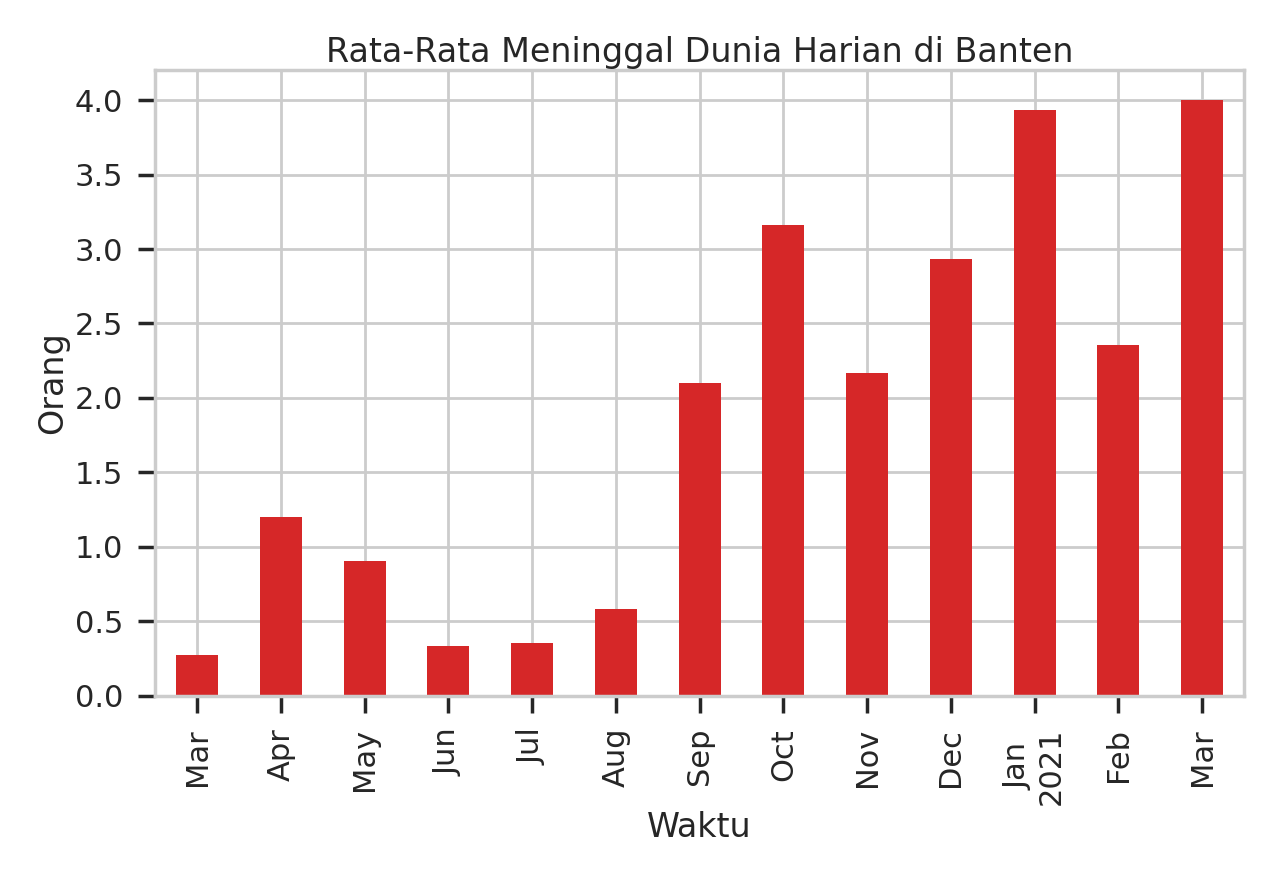 Rata-Rata Meninggal Dunia Harian di Banten
4.0
3.5
3.0
2.5
2.0
1.5
1.0
0.5
0.0
Orang
Mar
Apr
May
Jun
Jul
Aug
Sep
Oct
Nov
Dec
Jan
2021
Feb
Mar
Waktu